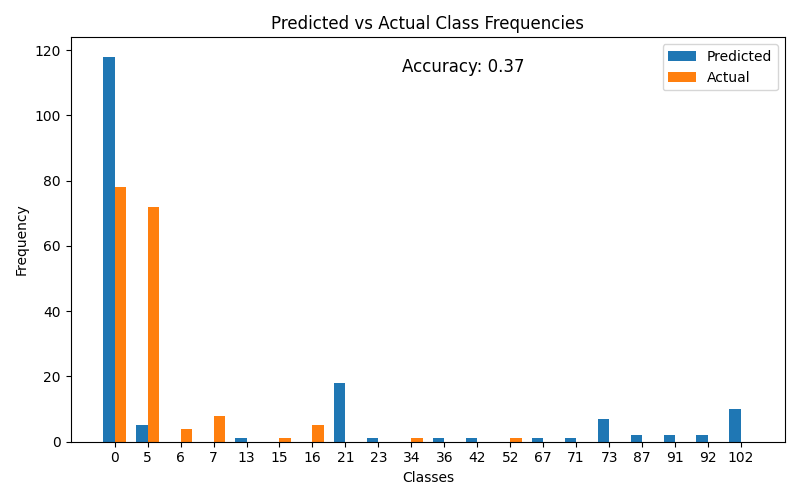 Predicted vs Actual Class Frequencies
Accuracy: 0.37
Predicted
Actual
Frequency
120
100
80
60
40
20
0
0 5 6 7 13 15 16 21 23 34 36 42 52 67 71 73 87 91 92 102
Classes